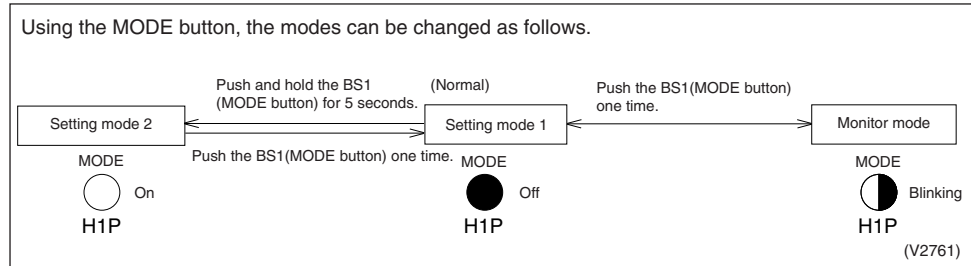 Using the MODE button, the modes can be changed as follows.
Push and hold the BS1
(MODE button) for 5 seconds.
(Normal)
Push the BS1(MODE button)
one time.
Setting mode 2
Setting mode 1
Monitor mode
Push the BS1(MODE button) one time.
MODE
On
H1P
MODE
Off
H1P
MODE
Blinking
H1P
(V2761)